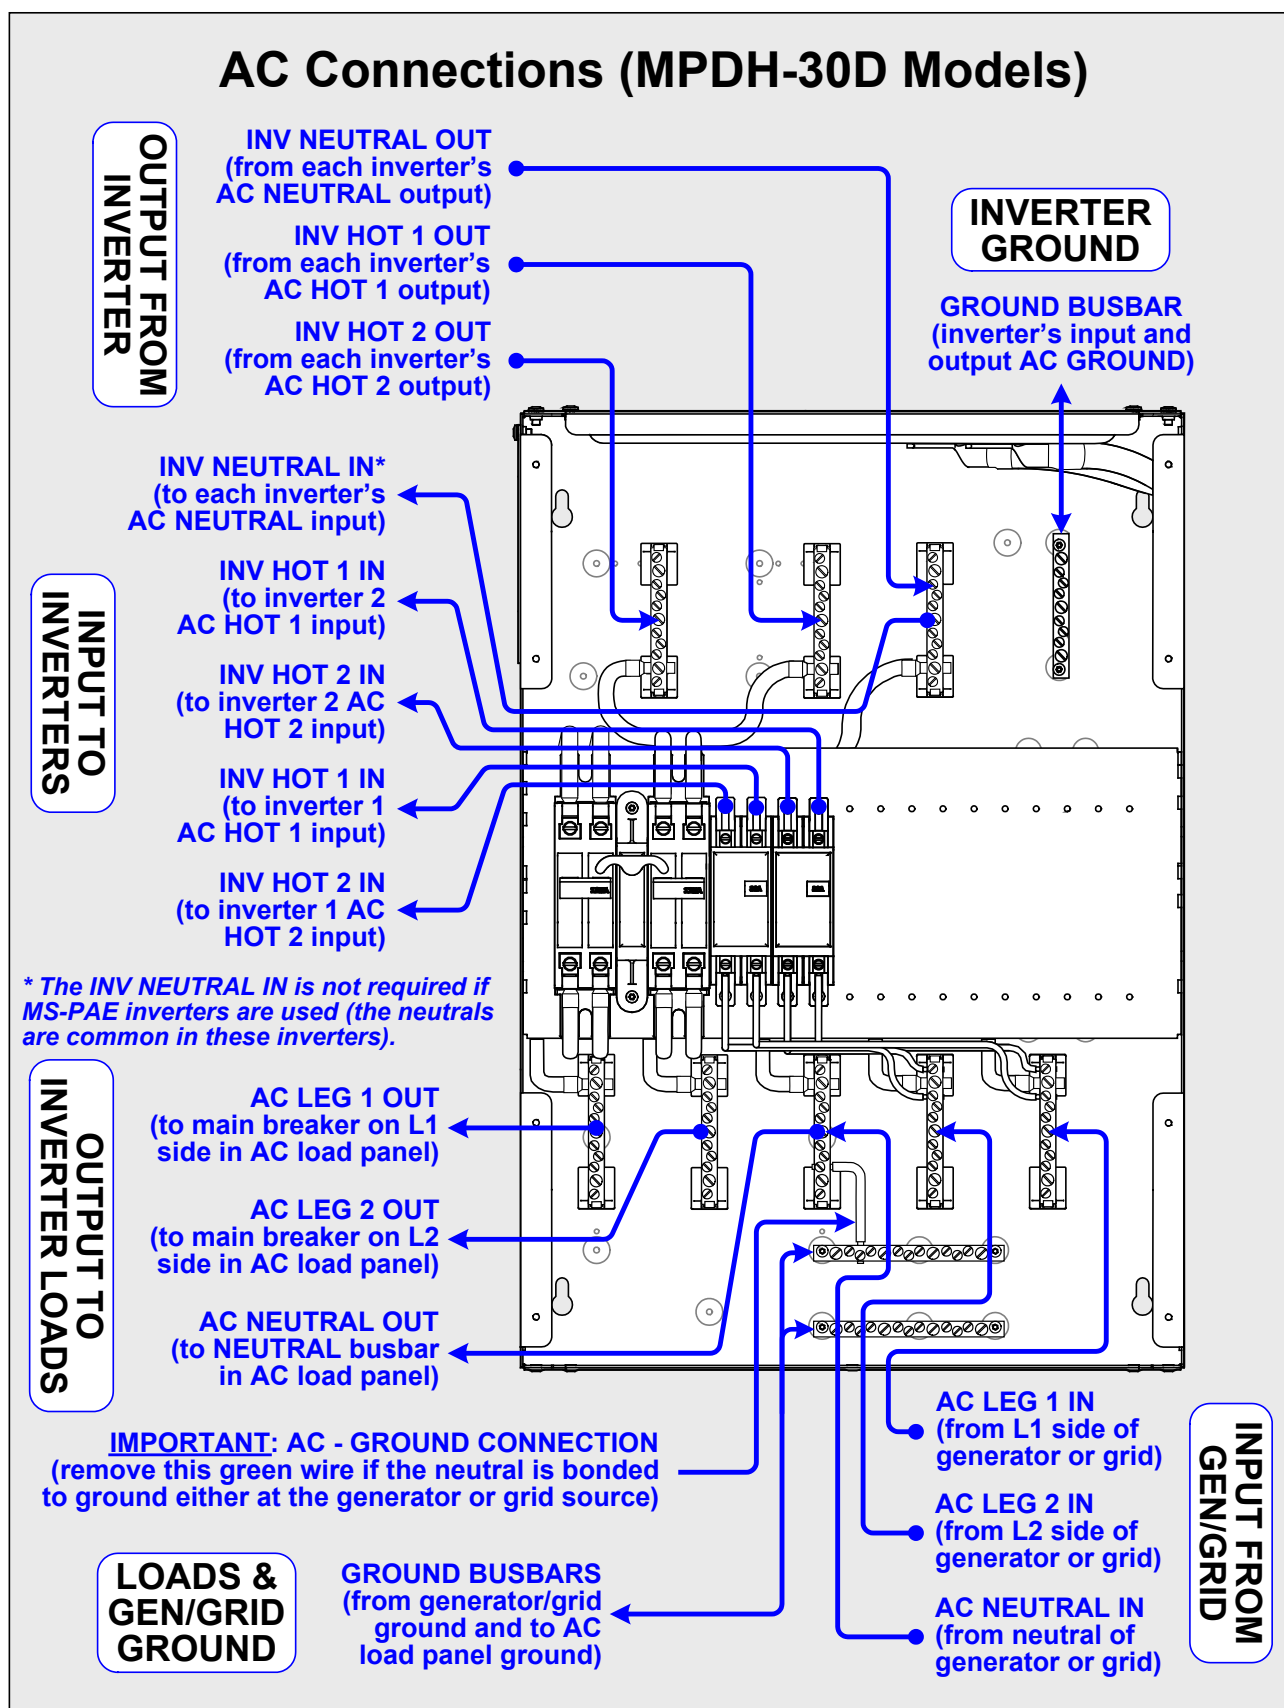 AC Connections (MPDH-30D Models)
OUTPUT FROM
INVERTER
INV NEUTRAL OUT
(from each inverter’s
AC NEUTRAL output)
INV HOT 1 OUT
(from each inverter’s
AC HOT 1 output)
INV HOT 2 OUT
(from each inverter’s
AC HOT 2 output)
INVERTER
GROUND
GROUND BUSBAR
(inverter’s input and
output AC GROUND)
INPUT TO
INVERTERS
INV NEUTRAL IN*
(to each inverter’s
AC NEUTRAL input)
INV HOT 1 IN
(to inverter 2
AC HOT 1 input)
INV HOT 2 IN
(to inverter 2 AC
HOT 2 input)
INV HOT 1 IN
(to inverter 1
AC HOT 1 input)
INV HOT 2 IN
(to inverter 1 AC
HOT 2 input)
* The INV NEUTRAL IN is not required if
MS-PAE inverters are used (the neutrals
are common in these inverters).
OUTPUT TO
INVERTER LOADS
AC LEG 1 OUT
(to main breaker on L1
side in AC load panel)
AC LEG 2 OUT
(to main breaker on L2
side in AC load panel)
AC NEUTRAL OUT
(to NEUTRAL busbar
in AC load panel)
IMPORTANT: AC - GROUND CONNECTION
(remove this green wire if the neutral is bonded
to ground either at the generator or grid source)
LOADS &
GEN/GRID
GROUND
GROUND BUSBARS
(from generator/grid
ground and to AC
load panel ground)
AC LEG 1 IN
(from L1 side of
generator or grid)
AC LEG 2 IN
(from L2 side of
generator or grid)
AC NEUTRAL IN
(from neutral of
generator or grid)
INPUT FROM
GEN/GRID